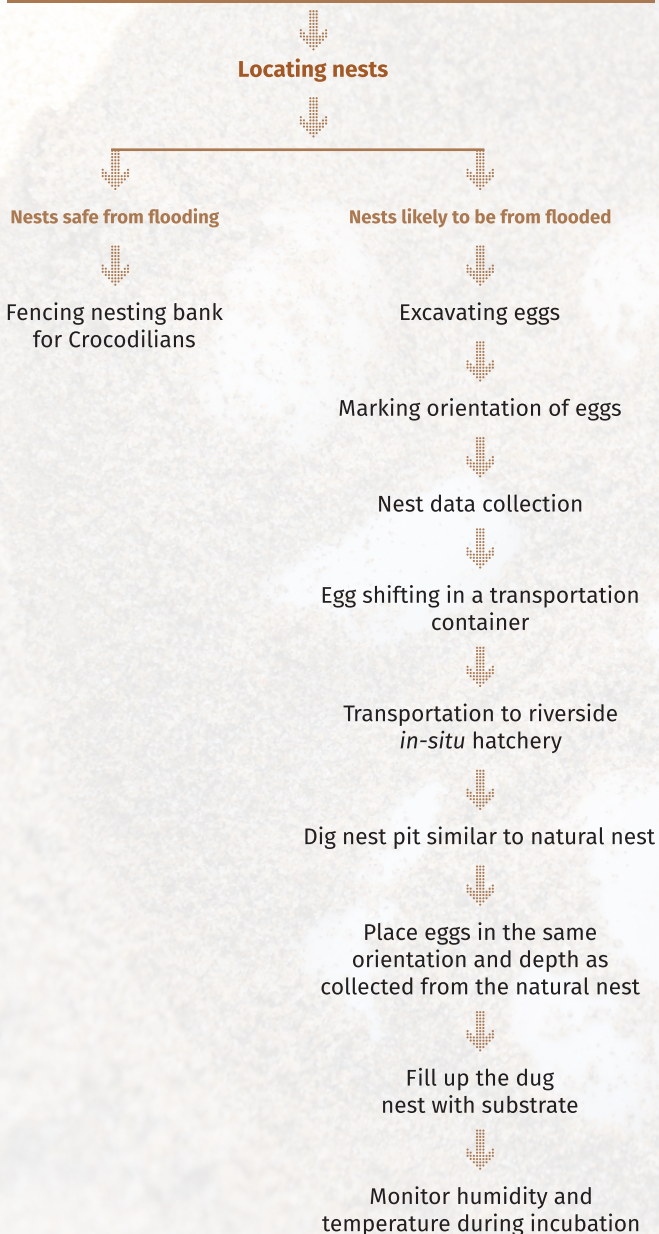 Locating nests
Nests safe from flooding
Fencing nesting bank
for Crocodilians
Nests likely to be from flooded
Excavating eggs
Marking orientation of eggs
Nest data collection
Egg shifting in a transportation
container
Transportation to riverside
in-situ hatchery
Dig nest pit similar to natural nest
Place eggs in the same
orientation and depth as
collected from the natural nest
Fill up the dug
nest with substrate
Monitor humidity and
temperature during incubation